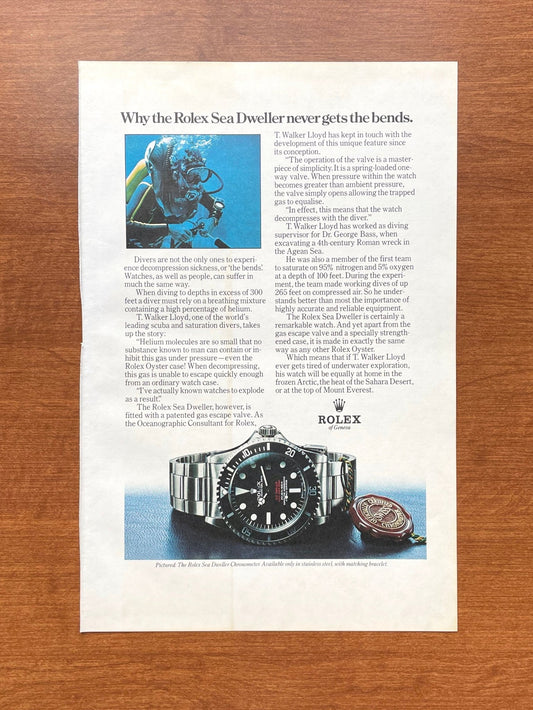 Why the Rolex Sea Dweller never gets the bends.
Divers are not the only ones to experi-
ence decompression sickness, or ‘the bends’.
Watches, as well as people, can suffer in
much the same way.
When diving to depths in excess of 300
feet a diver must rely on a breathing mixture
containing a high percentage of helium.
T. Walker Lloyd, one of the world's
leading scuba and saturation divers, takes
up the story:
“Helium molecules are so small that no
substance known to man can contain or in-
hibit this gas under pressure—even the
Rolex Oyster case! When decompressing,
this gas is unable to escape quickly enough
from an ordinary watch case.
“I've actually known watches to explode
as a result.”
The Rolex Sea Dweller, however, is
fitted with a patented gas escape valve. As
the Oceanographic Consultant for Rolex,
T. Walker Lloyd has kept in touch with the
development of this unique feature since
its conception.
“The operation of the valve is a master-
piece of simplicity. It is a spring-loaded one-
way valve. When pressure within the watch
becomes greater than ambient pressure,
the valve simply opens allowing the trapped
gas to equalise.
“In effect, this means that the watch
decompresses with the diver.”
T. Walker Lloyd has worked as diving
supervisor for Dr. George Bass, when
excavating a 4th-century Roman wreck in
the Agean Sea.
He was also a member of the first team
to saturate on 95% nitrogen and 5% oxygen
at a depth of 100 feet. During the experi-
ment, the team made working dives of up
265 feet on compressed air. So he under-
stands better than most the importance of
highly accurate and reliable equipment.
The Rolex Sea Dweller is certainly a
remarkable watch. And yet apart from the
gas escape valve and a specially strength-
ened case, it is made in exactly the same
way as any other Rolex Oyster.
Which means that if T. Walker Lloyd
ever gets tired of underwater exploration,
his watch will be equally at home in the
frozen Arctic, the heat of the Sahara Desert,
or at the top of Mount Everest.
ROLEX
of Geneva
ROLEX
Pictured: The Rolex Sea Dweller Chronometer. Available only in stainless steel, with matching bracelet.